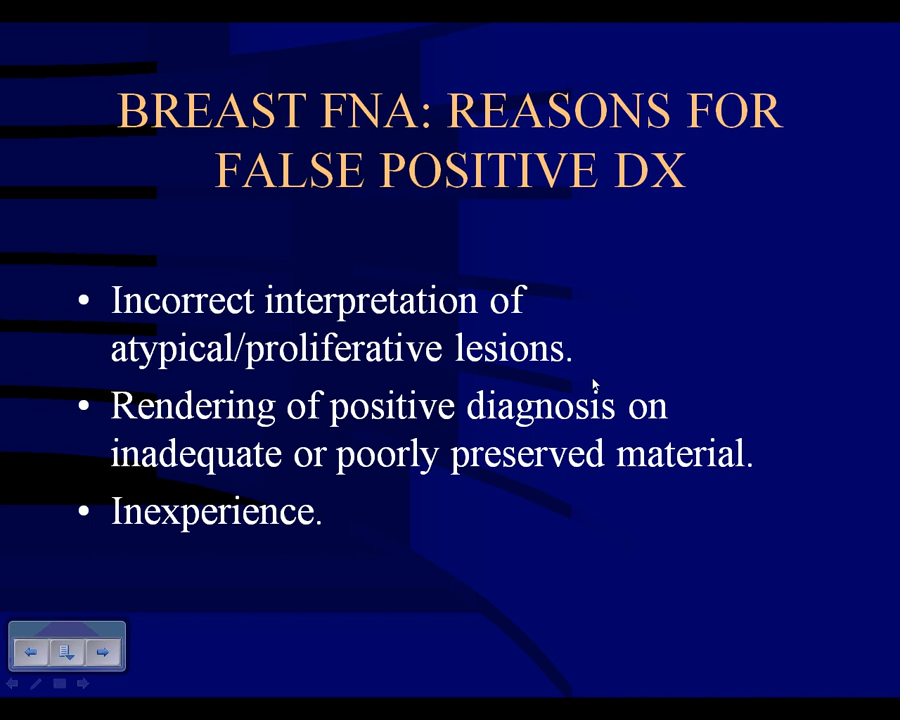 BREAST FNA: REASONS FOR
FALSE POSITIVE DX
• Incorrect interpretation of
atypical/proliferative lesions.
• Rendering of positive diagnosis on
inadequate or poorly preserved material.
• Inexperience.